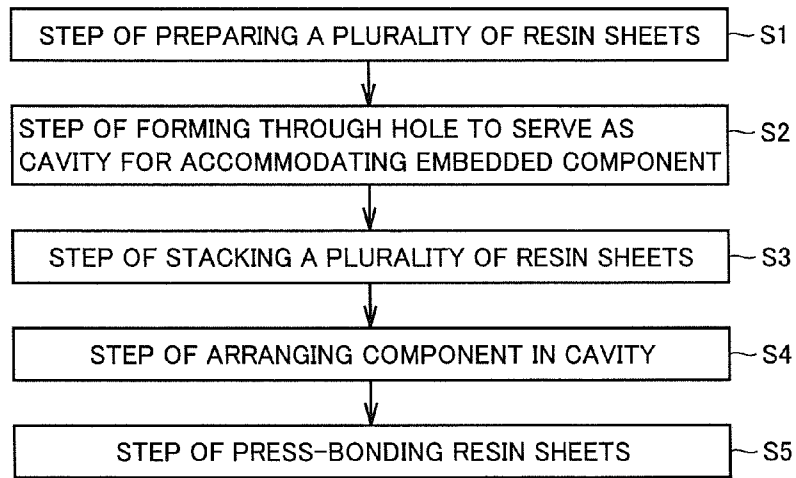 STEP OF PREPARING A PLURALITY OF RESIN SHEETS S1
STEP OF FORMING THROUGH HOLE TO SERVE AS
CAVITY FOR ACCOMMODATING EMBEDDED COMPONENT S2
STEP OF STACKING A PLURALITY OF RESIN SHEETS S3
STEP OF ARRANGING COMPONENT IN CAVITY S4
STEP OF PRESS-BONDING RESIN SHEETS S5